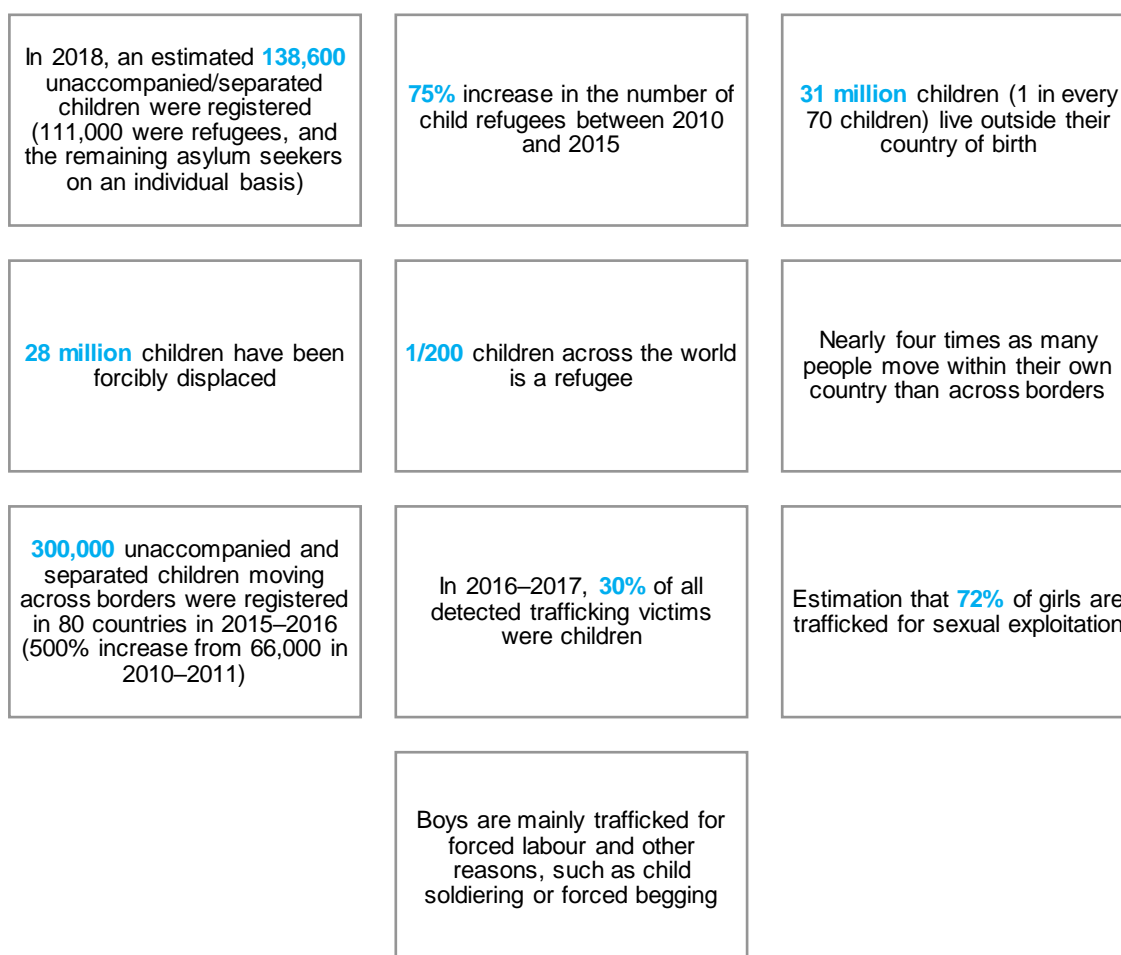 In 2018, an estimated 138,600
unaccompanied/separated
children were registered
(111,000 were refugees, and
the remaining asylum seekers
on an individual basis)
75% increase in the number of
child refugees between 2010
and 2015
31 million children (1 in every
70 children) live outside their
country of birth
28 million children have been
forcibly displaced
1/200 children across the world
is a refugee
Nearly four times as many
people move within their own
country than across borders
300,000 unaccompanied and
separated children moving
across borders were registered
in 80 countries in 2015–2016
(500% increase from 66,000 in
2010–2011)
In 2016–2017, 30% of all
detected trafficking victims
were children
Estimation that 72% of girls are
trafficked for sexual exploitation
Boys are mainly trafficked for
forced labour and other
reasons, such as child
soldiering or forced begging